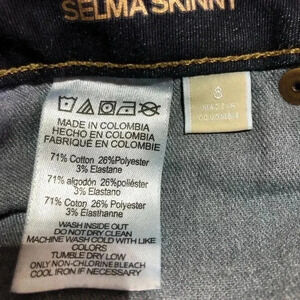 SELMA SKINNY
8
MADE IN COLOMBIA
HECHO EN COLOMBIA
FABRIQUÉ EN COLOMBIE
71% Cotton 26%Polyester
3% Elastane
71% algodón 26%poliéster
3% Elastano
71% Coton 26% Polyester
3% Elasthanne
WASH INSIDE OUT
DO NOT DRY CLEAN
MACHINE WASH COLD WITH LIKE
COLORS
TUMBLE DRY LOW
ONLY NON-CHLORINE BLEACH
COOL IRON IF NEEDED